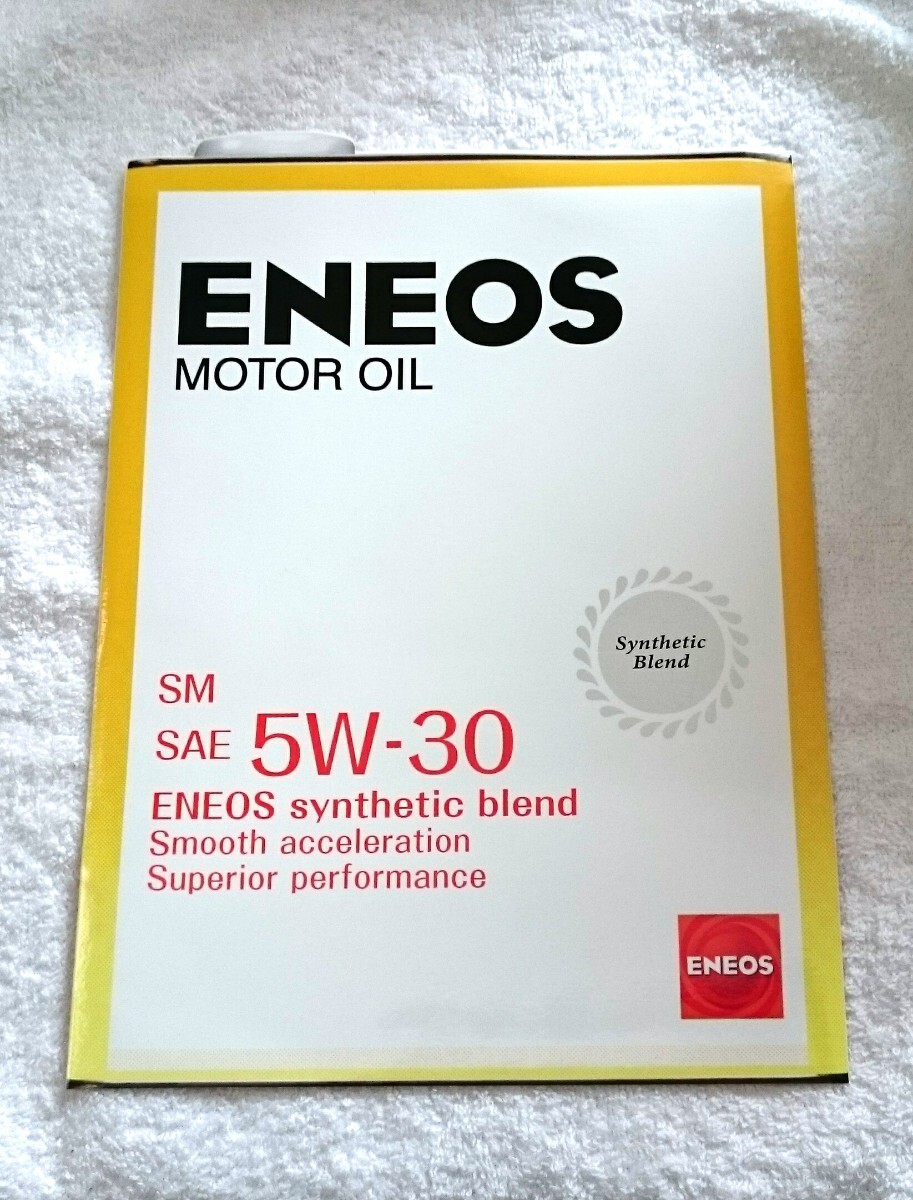 ENEOS
MOTOR OIL
Synthetic
Blend
SM
SAE 5W-30
ENEOS synthetic blend
Smooth acceleration
Superior performance
ENEOS